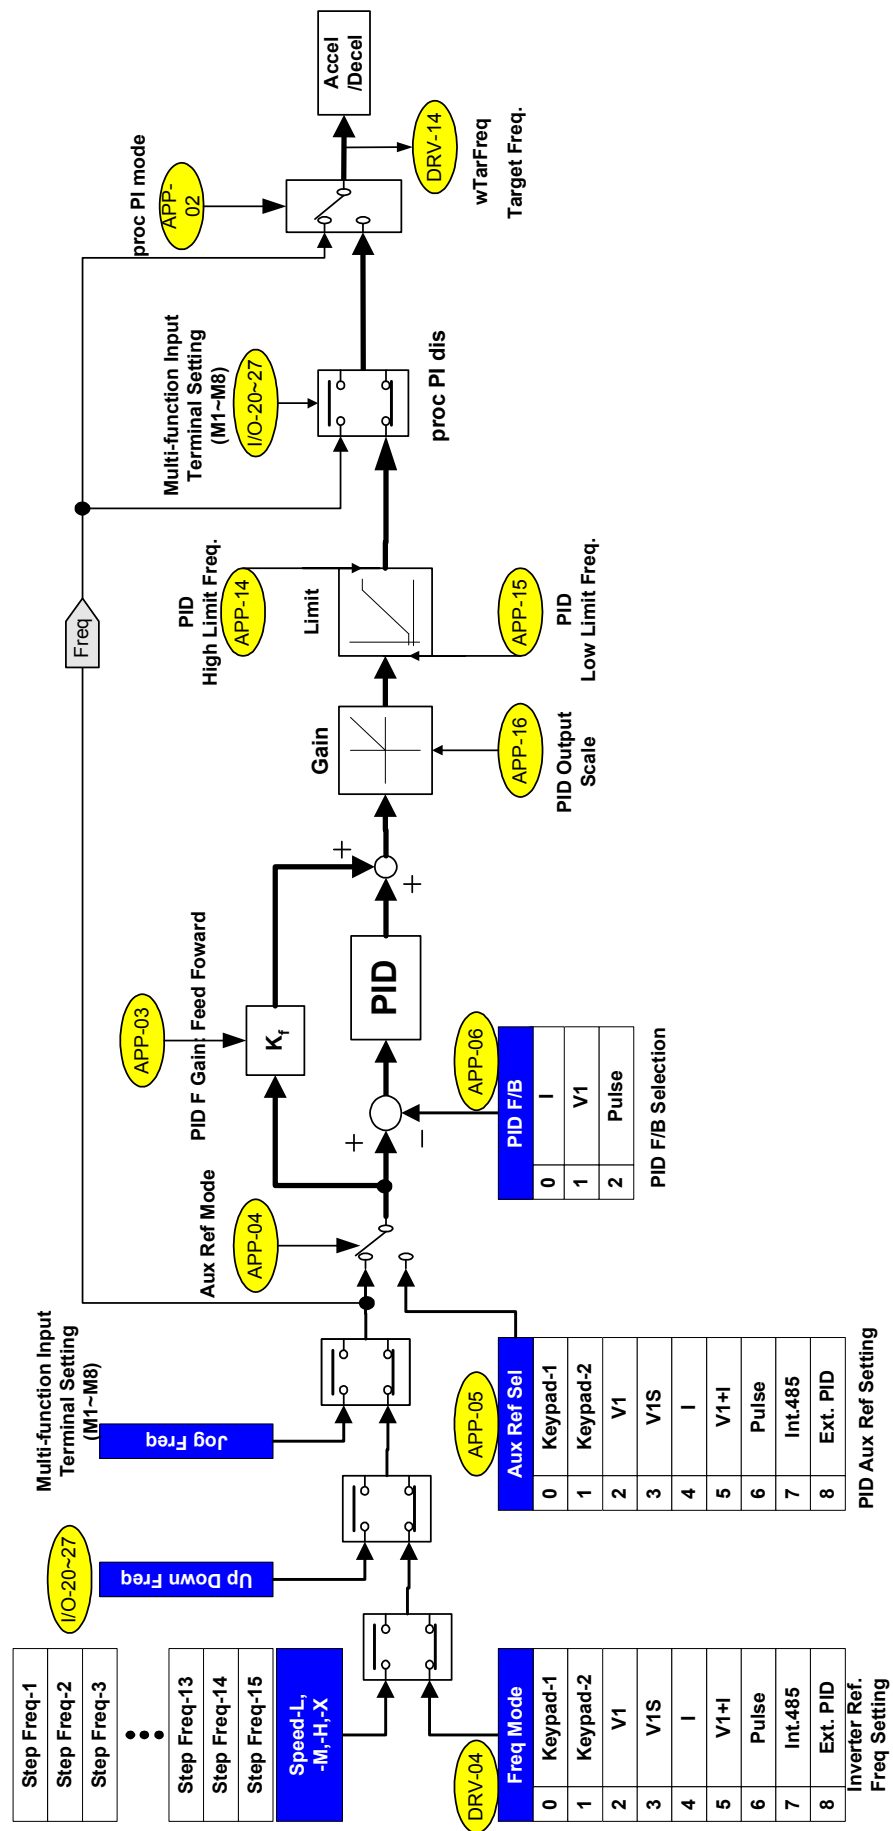 Step Freq-1
Step Freq-2
Step Freq-3
Step Freq-13
Step Freq-14
Step Freq-15
Speed-L,
-M,-H,-X
DRV-04
Freq Mode
0 Keypad-1
1 Keypad-2
2 V1
3 V1S
4 I
5 V1+I
6 Pulse
7 Int.485
8 Ext. PID
Inverter Ref.
Freq Setting
I/O-20~27
Up Down Freq
Multi-function Input
Terminal Setting
(M1~M8)
Jog Freq
APP-05
Aux Ref Sel
0 Keypad-1
1 Keypad-2
2 V1
3 V1S
4 I
5 V1+I
6 Pulse
7 Int.485
8 Ext. PID
PID Aux Ref Setting
Aux Ref Mode
APP-04
+
−
APP-06
PID F/B
0 I
1 V1
2 Pulse
PID F/B Selection
PID F Gain: Feed Foward
APP-03
Kf
PID
+
+
Gain
APP-16
PID Output
Scale
Freq
PID
High Limit Freq.
APP-14
Limit
APP-15
PID
Low Limit Freq.
Multi-function Input
Terminal Setting
(M1~M8)
I/O-20~27
proc PI dis
proc PI mode
APP-
02
DRV-14
wTarFreq
Target Freq.
Accel
/Decel